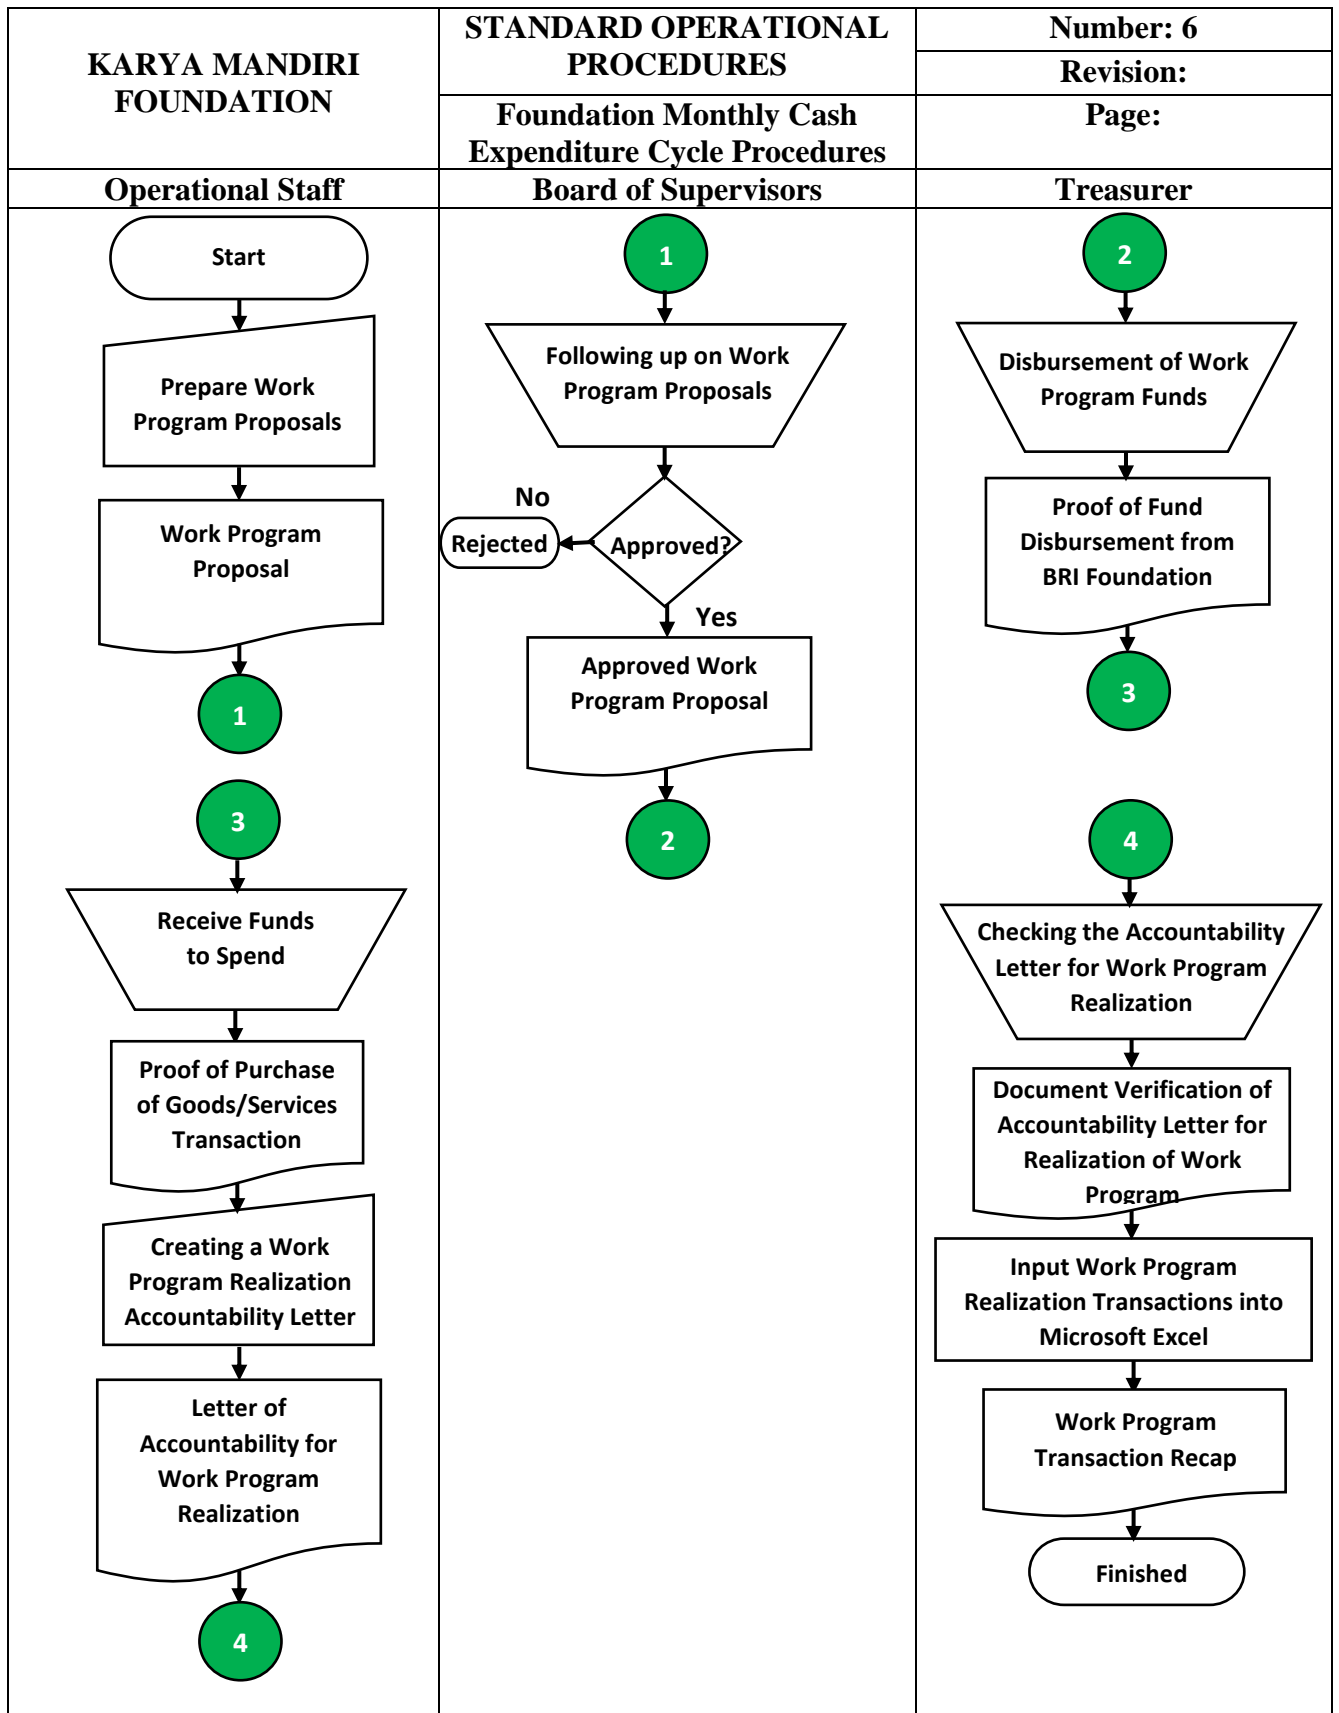 KARYA MANDIRI
FOUNDATION
STANDARD OPERATIONAL
PROCEDURES
Foundation Monthly Cash
Expenditure Cycle Procedures
Number: 6
Revision:
Page:
Operational Staff
Board of Supervisors
Treasurer
Start
Prepare Work
Program Proposals
Work Program
Proposal
1
3
Receive Funds
to Spend
Proof of Purchase
of Goods/Services
Transaction
Creating a Work
Program Realization
Accountability Letter
Letter of
Accountability for
Work Program
Realization
4
1
Following up on Work
Program Proposals
No
Rejected
Approved?
Yes
Approved Work
Program Proposal
2
2
Disbursement of Work
Program Funds
Proof of Fund
Disbursement from
BRI Foundation
3
4
Checking the Accountability
Letter for Work Program
Realization
Document Verification of
Accountability Letter for
Realization of Work
Program
Input Work Program
Realization Transactions into
Microsoft Excel
Work Program
Transaction Recap
Finished